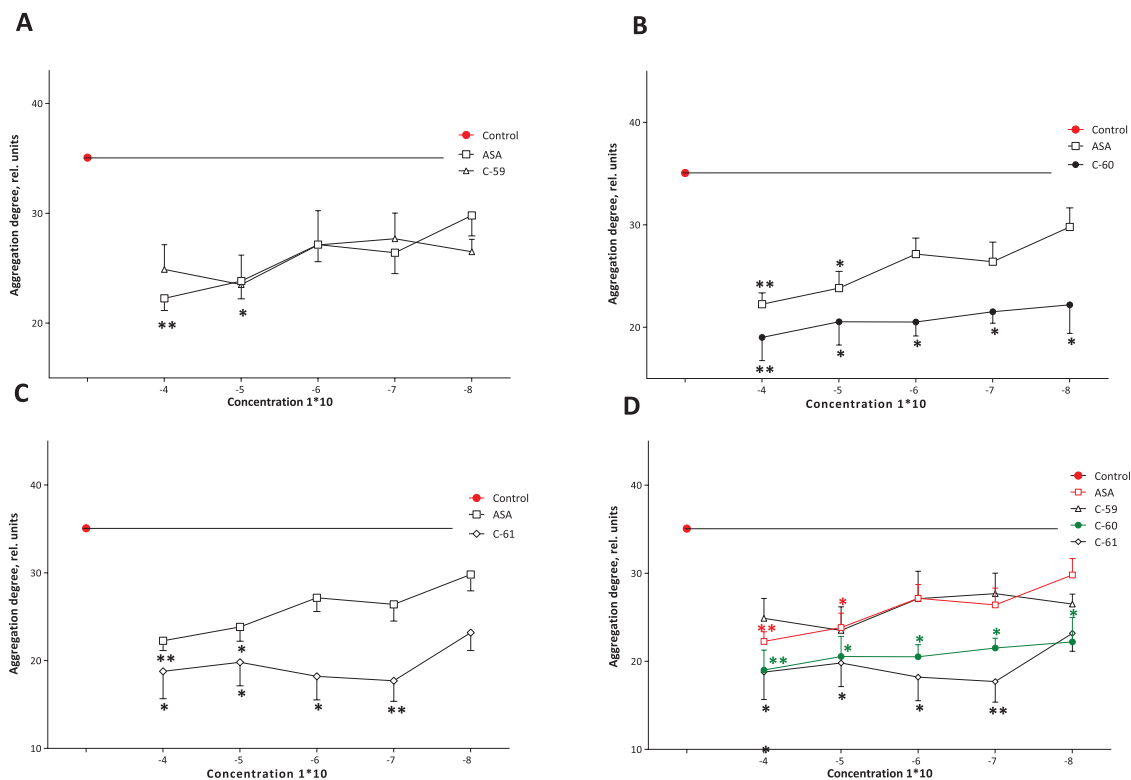 A
Aggregation degree, rel. units
40
30
20
Control
ASA
C-59
**
*
-4
-5
-6
-7
-8
Concentration 1*10
B
Aggregation degree, rel. units
40
30
20
Control
ASA
C-60
**
*
**
*
*
*
*
-4
-5
-6
-7
-8
Concentration 1*10
C
Aggregation degree, rel. units
40
30
20
10
Control
ASA
C-61
**
*
*
*
*
**
-4
-5
-6
-7
-8
Concentration 1*10
D
Aggregation degree, rel. units
40
30
20
10
Control
ASA
C-59
C-60
C-61
**
*
**
*
*
*
*
*
*
*
**
*
-4
-5
-6
-7
-8
Concentration 1*10